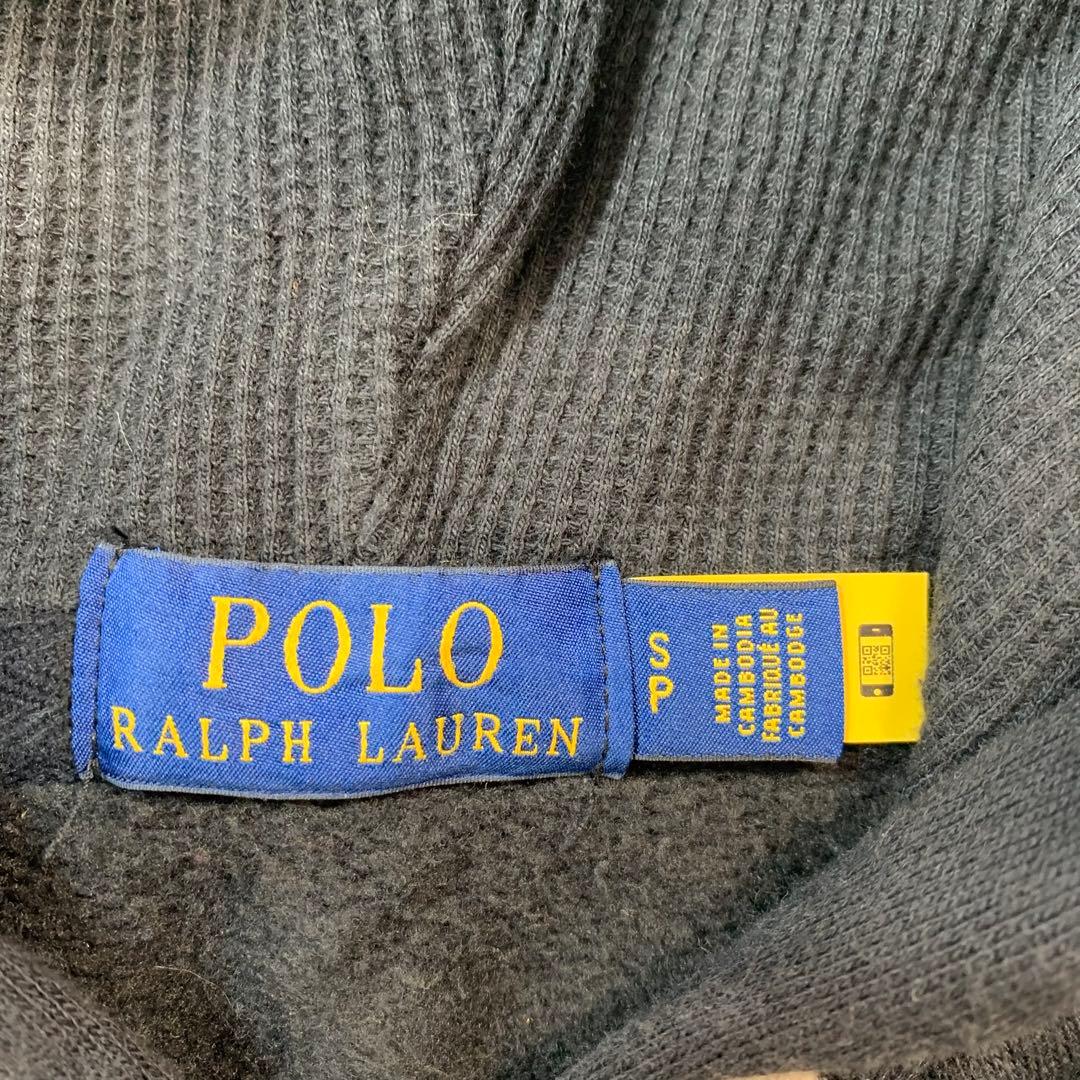 POLO
RALPH LAUREN
S
P
MADE IN
CAMBODIA
FABRIQUÉ AU
CAMBODGE